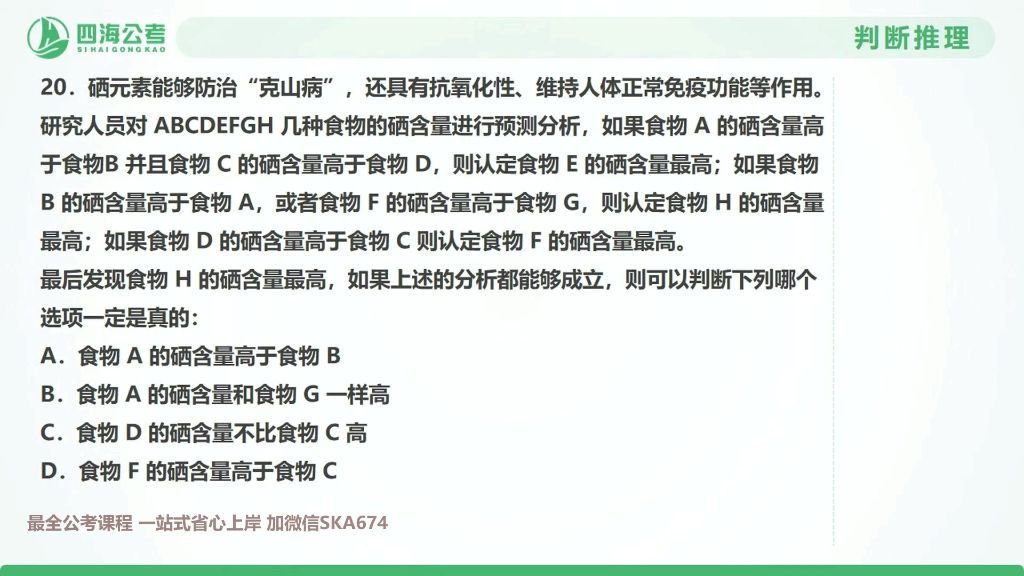 四海公考
SIHAIGONGKAO
判断推理
20. 硒元素能够防治“克山病”，还具有抗氧化性、维持人体正常免疫功能等作用。
研究人员对 ABCDEFGH 几种食物的硒含量进行预测分析，如果食物 A 的硒含量高
于食物B 并且食物 C 的硒含量高于食物 D，则认定食物 E 的硒含量最高；如果食物
B 的硒含量高于食物 A，或者食物 F 的硒含量高于食物 G，则认定食物 H 的硒含量
最高；如果食物 D 的硒含量高于食物 C 则认定食物 F 的硒含量最高。
最后发现食物 H 的硒含量最高，如果上述的分析都能够成立，则可以判断下列哪个
选项一定是真的：
A. 食物 A 的硒含量高于食物 B
B. 食物 A 的硒含量和食物 G 一样高
C. 食物 D 的硒含量不比食物 C 高
D. 食物 F 的硒含量高于食物 C
最全公考课程 一站式省心上岸 加微信SKA674